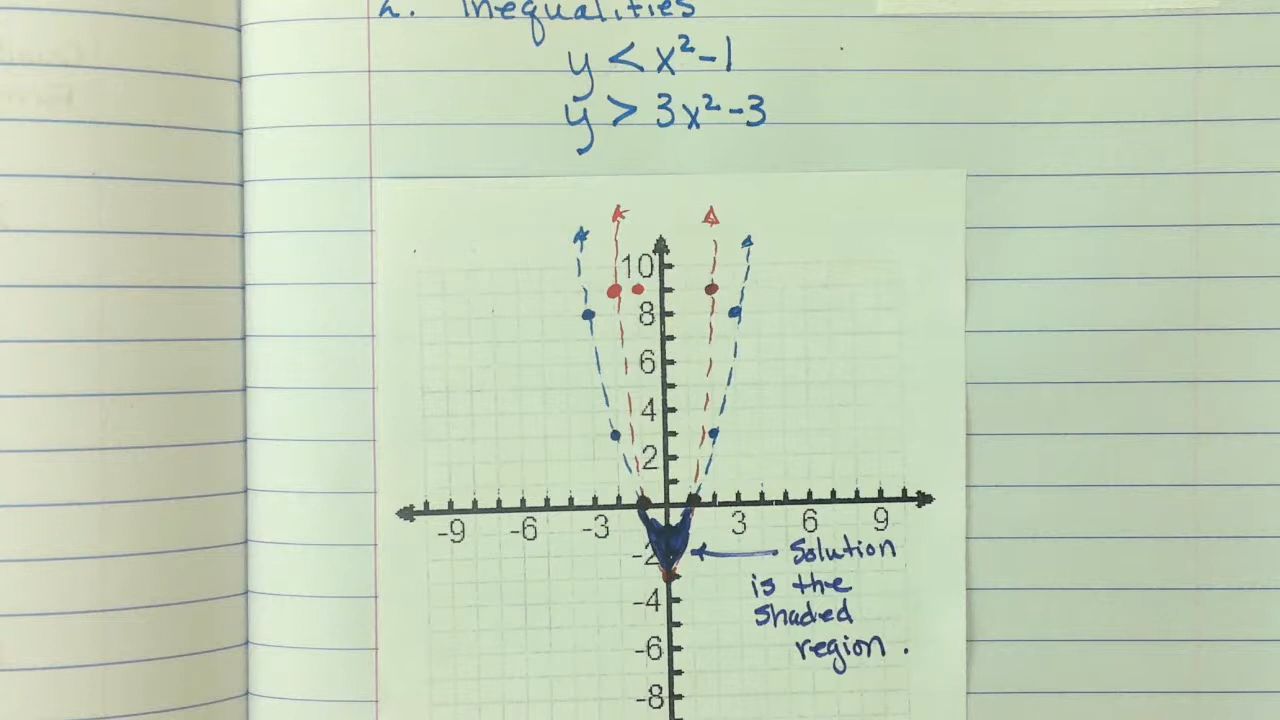 2. Inequalities
y < x² - 1
y > 3x² - 3
10
8
6
4
2
-9 -6 -3 3 6 9
-2
-4
-6
-8
Solution
is the
shaded
region.